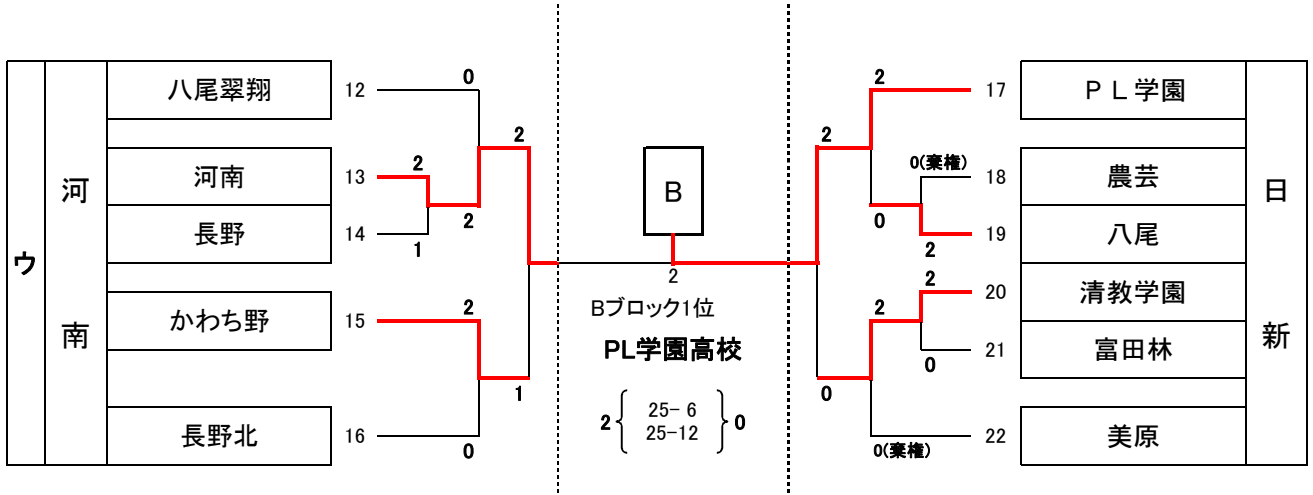 ウ
河南
八尾翠翔 12 0
河南 13 2
長野 14 1
2
2
かわち野 15 2
1
長野北 16 0
B
2
Bブロック1位
PL学園高校
2 { 25- 6 } 0
25-12
2 17 ＰＬ学園
2
0(棄権) 18 農芸
0
2 19 八尾
2 20 清教学園
2
0 21 富田林
0
0(棄権) 22 美原
日新